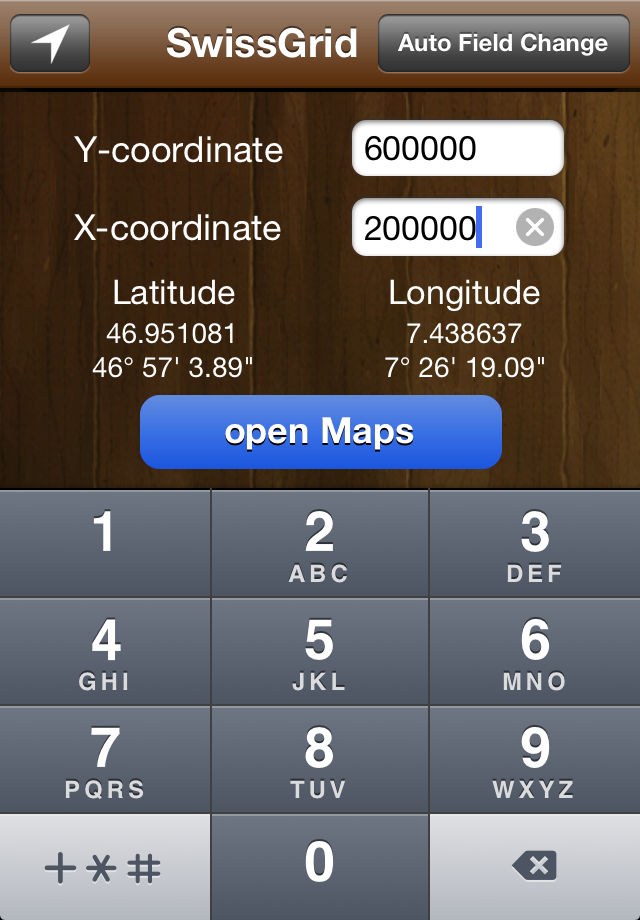 SwissGrid
Auto Field Change
Y-coordinate 600000
X-coordinate 200000
Latitude Longitude
46.951081 7.438637
46° 57' 3.89" 7° 26' 19.09"
open Maps
1 2 3
ABC DEF
4 5 6
GHI JKL MNO
7 8 9
PQRS TUV WXYZ
+*# 0